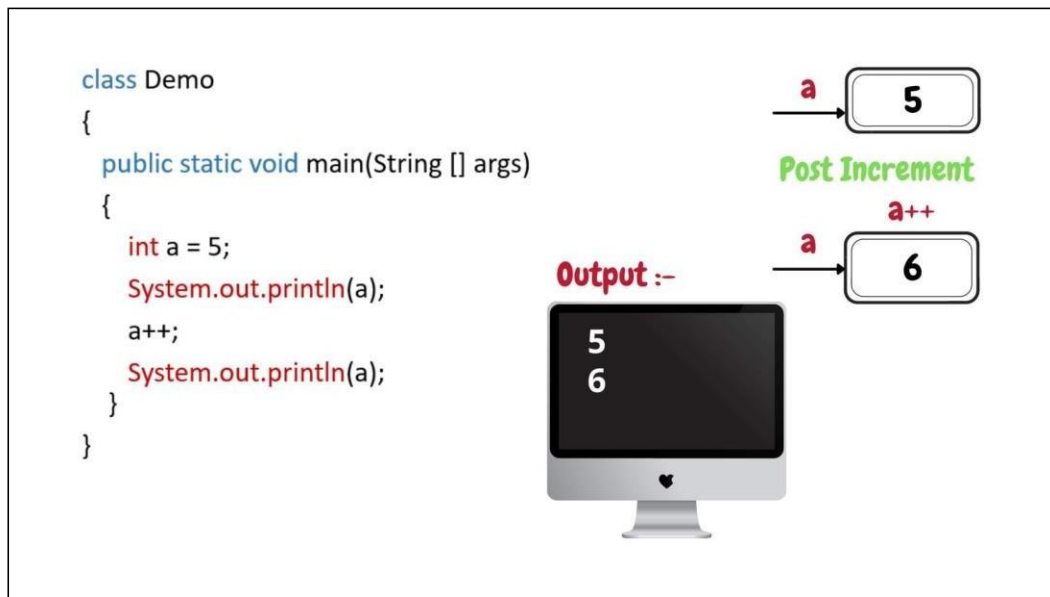 class Demo
{
public static void main(String [] args)
{
int a = 5;
System.out.println(a);
a++;
System.out.println(a);
}
}
a
5
Post Increment
a++
a
6
Output :-
5
6